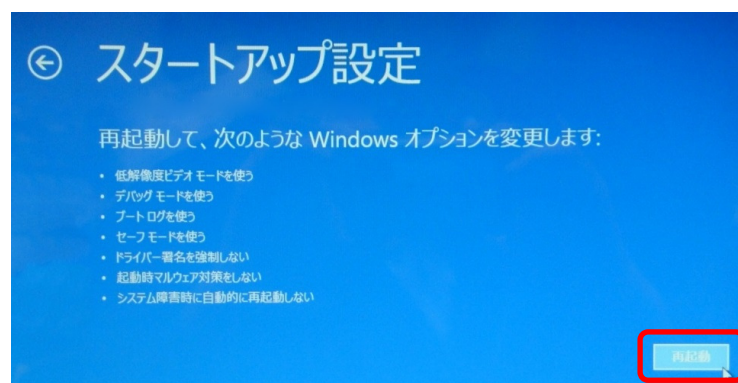 スタートアップ設定
再起動して、次のような Windows オプションを変更します:
• 低解像度ビデオ モードを使う
• デバッグ モードを使う
• ブート ログを使う
• セーフ モードを使う
• ドライバー署名を強制しない
• 起動時マルウェア対策をしない
• システム障害時に自動的に再起動しない
再起動